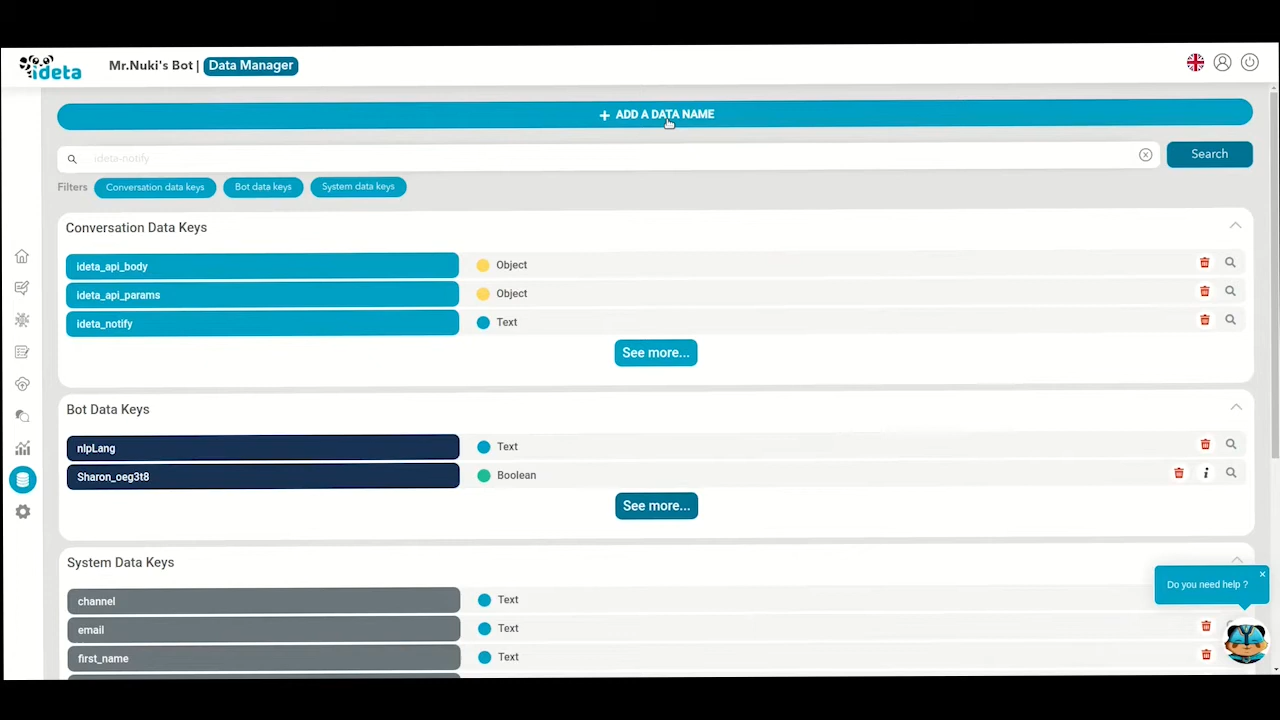 ideta
Mr.Nuki's Bot | Data Manager
+ ADD A DATA NAME
ideta-notify
Search
Filters Conversation data keys Bot data keys System data keys
Conversation Data Keys
ideta_api_body Object
ideta_api_params Object
ideta_notify Text
See more...
Bot Data Keys
nlpLang Text
Sharon_oeg3t8 Boolean
See more...
System Data Keys
channel Text
email Text
first_name Text
Do you need help ?